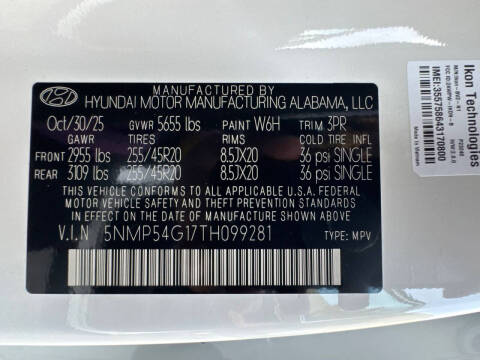 MANUFACTURED BY
HYUNDAI MOTOR MANUFACTURING ALABAMA, LLC
Oct/30/25 GVWR 5655 lbs PAINT W6H TRIM 3PR
GAWR TIRES RIMS COLD TIRE INFL
FRONT 2955 lbs 255/45R20 8.5JX20 36 psi SINGLE
REAR 3109 lbs 255/45R20 8.5JX20 36 psi SINGLE
THIS VEHICLE CONFORMS TO ALL APPLICABLE U.S.A. FEDERAL
MOTOR VEHICLE SAFETY AND THEFT PREVENTION STANDARDS
IN EFFECT ON THE DATE OF MANUFACTURE SHOWN ABOVE
V.I.N 5NMP54G17TH099281 TYPE: MPV
Ikon Technologies
IMEI:355758643170800
Made in Vietnam